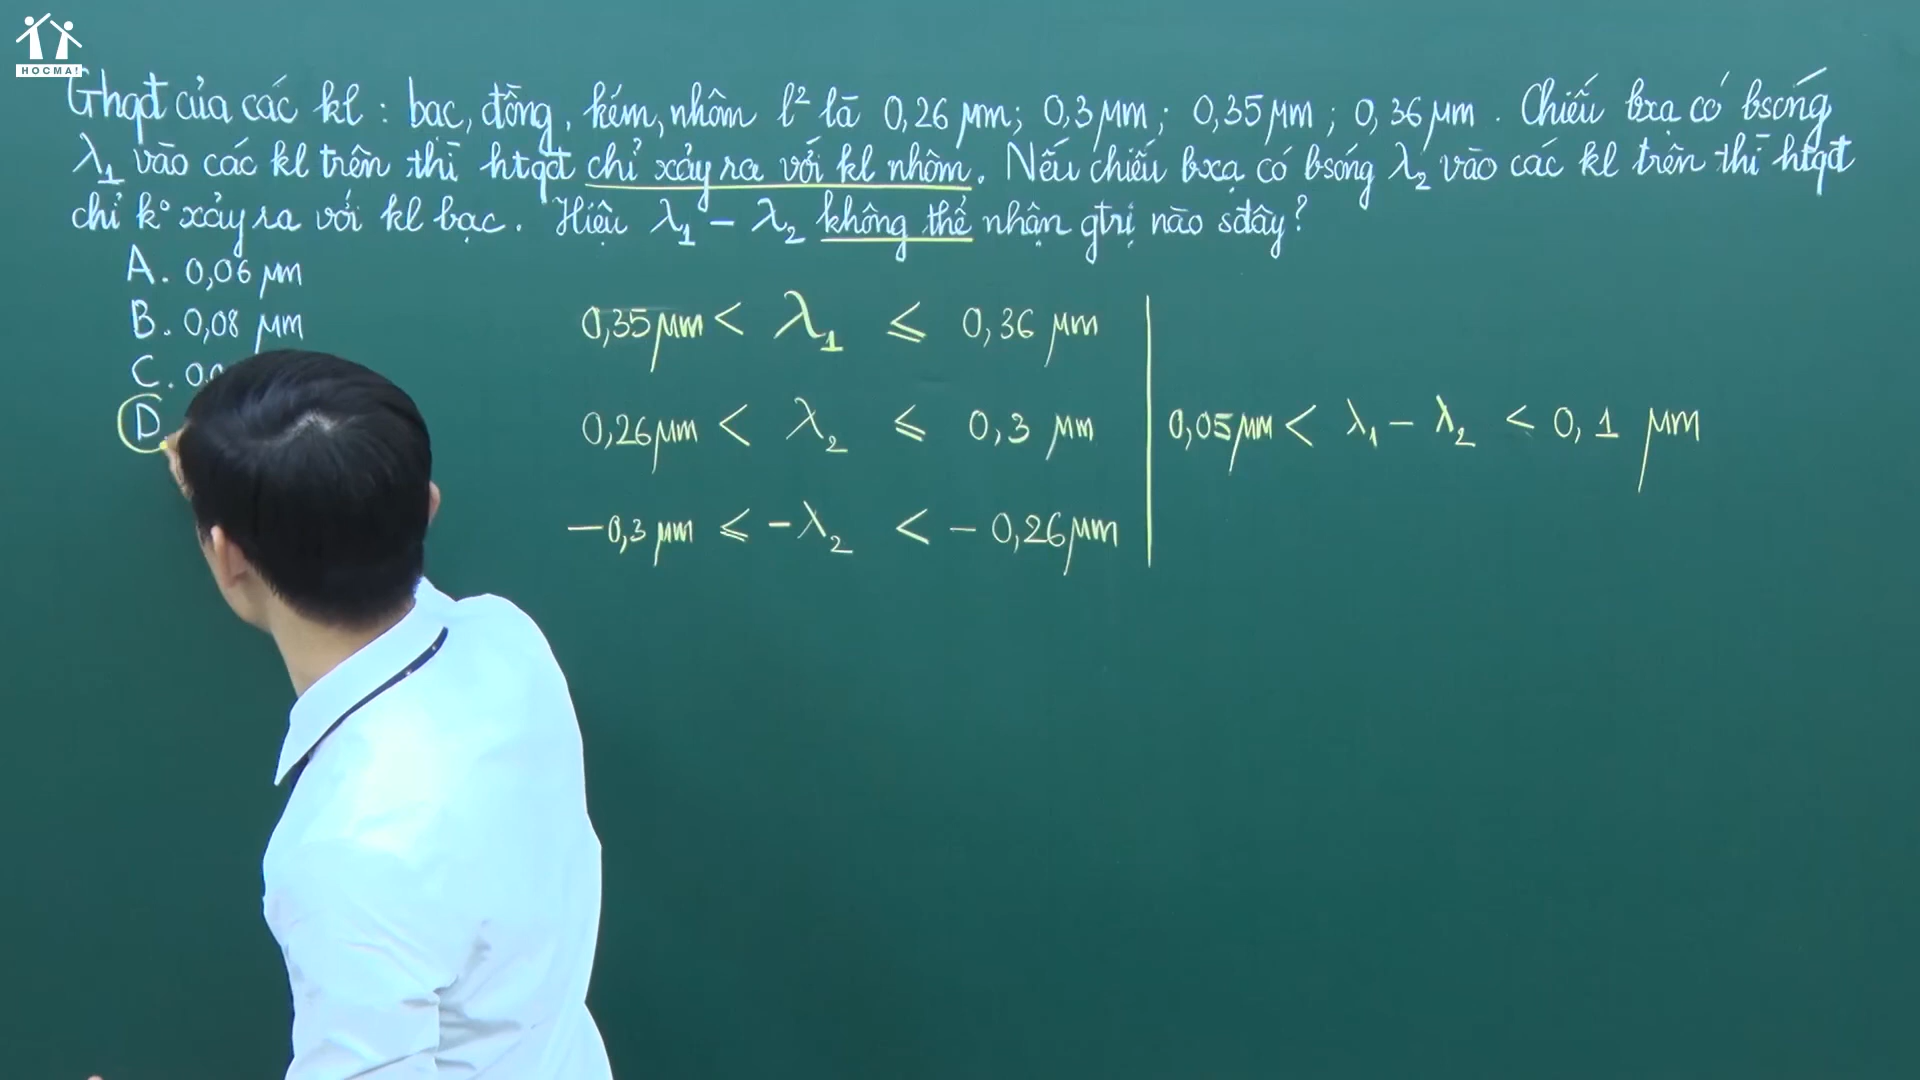 HOCMAI
Ghqđ của các kl : bạc, đồng, kẽm, nhôm l² là 0,26 μm; 0,3 μm; 0,35 μm; 0,36 μm. Chiếu bxạ có bsóng
λ₁ vào các kl trên thì htqđ chỉ xảy ra với kl nhôm. Nếu chiếu bxạ có bsóng λ₂ vào các kl trên thì htqđ
chỉ k° xảy ra với kl bạc. Hiệu λ₁ − λ₂ không thể nhận gtrị nào sđây?
A. 0,06 μm
B. 0,08 μm
C. 0,0
D
0,35 μm < λ₁ ⩽ 0,36 μm
0,26 μm < λ₂ ⩽ 0,3 μm
−0,3 μm ⩽ −λ₂ < −0,26 μm
0,05 μm < λ₁ − λ₂ < 0,1 μm